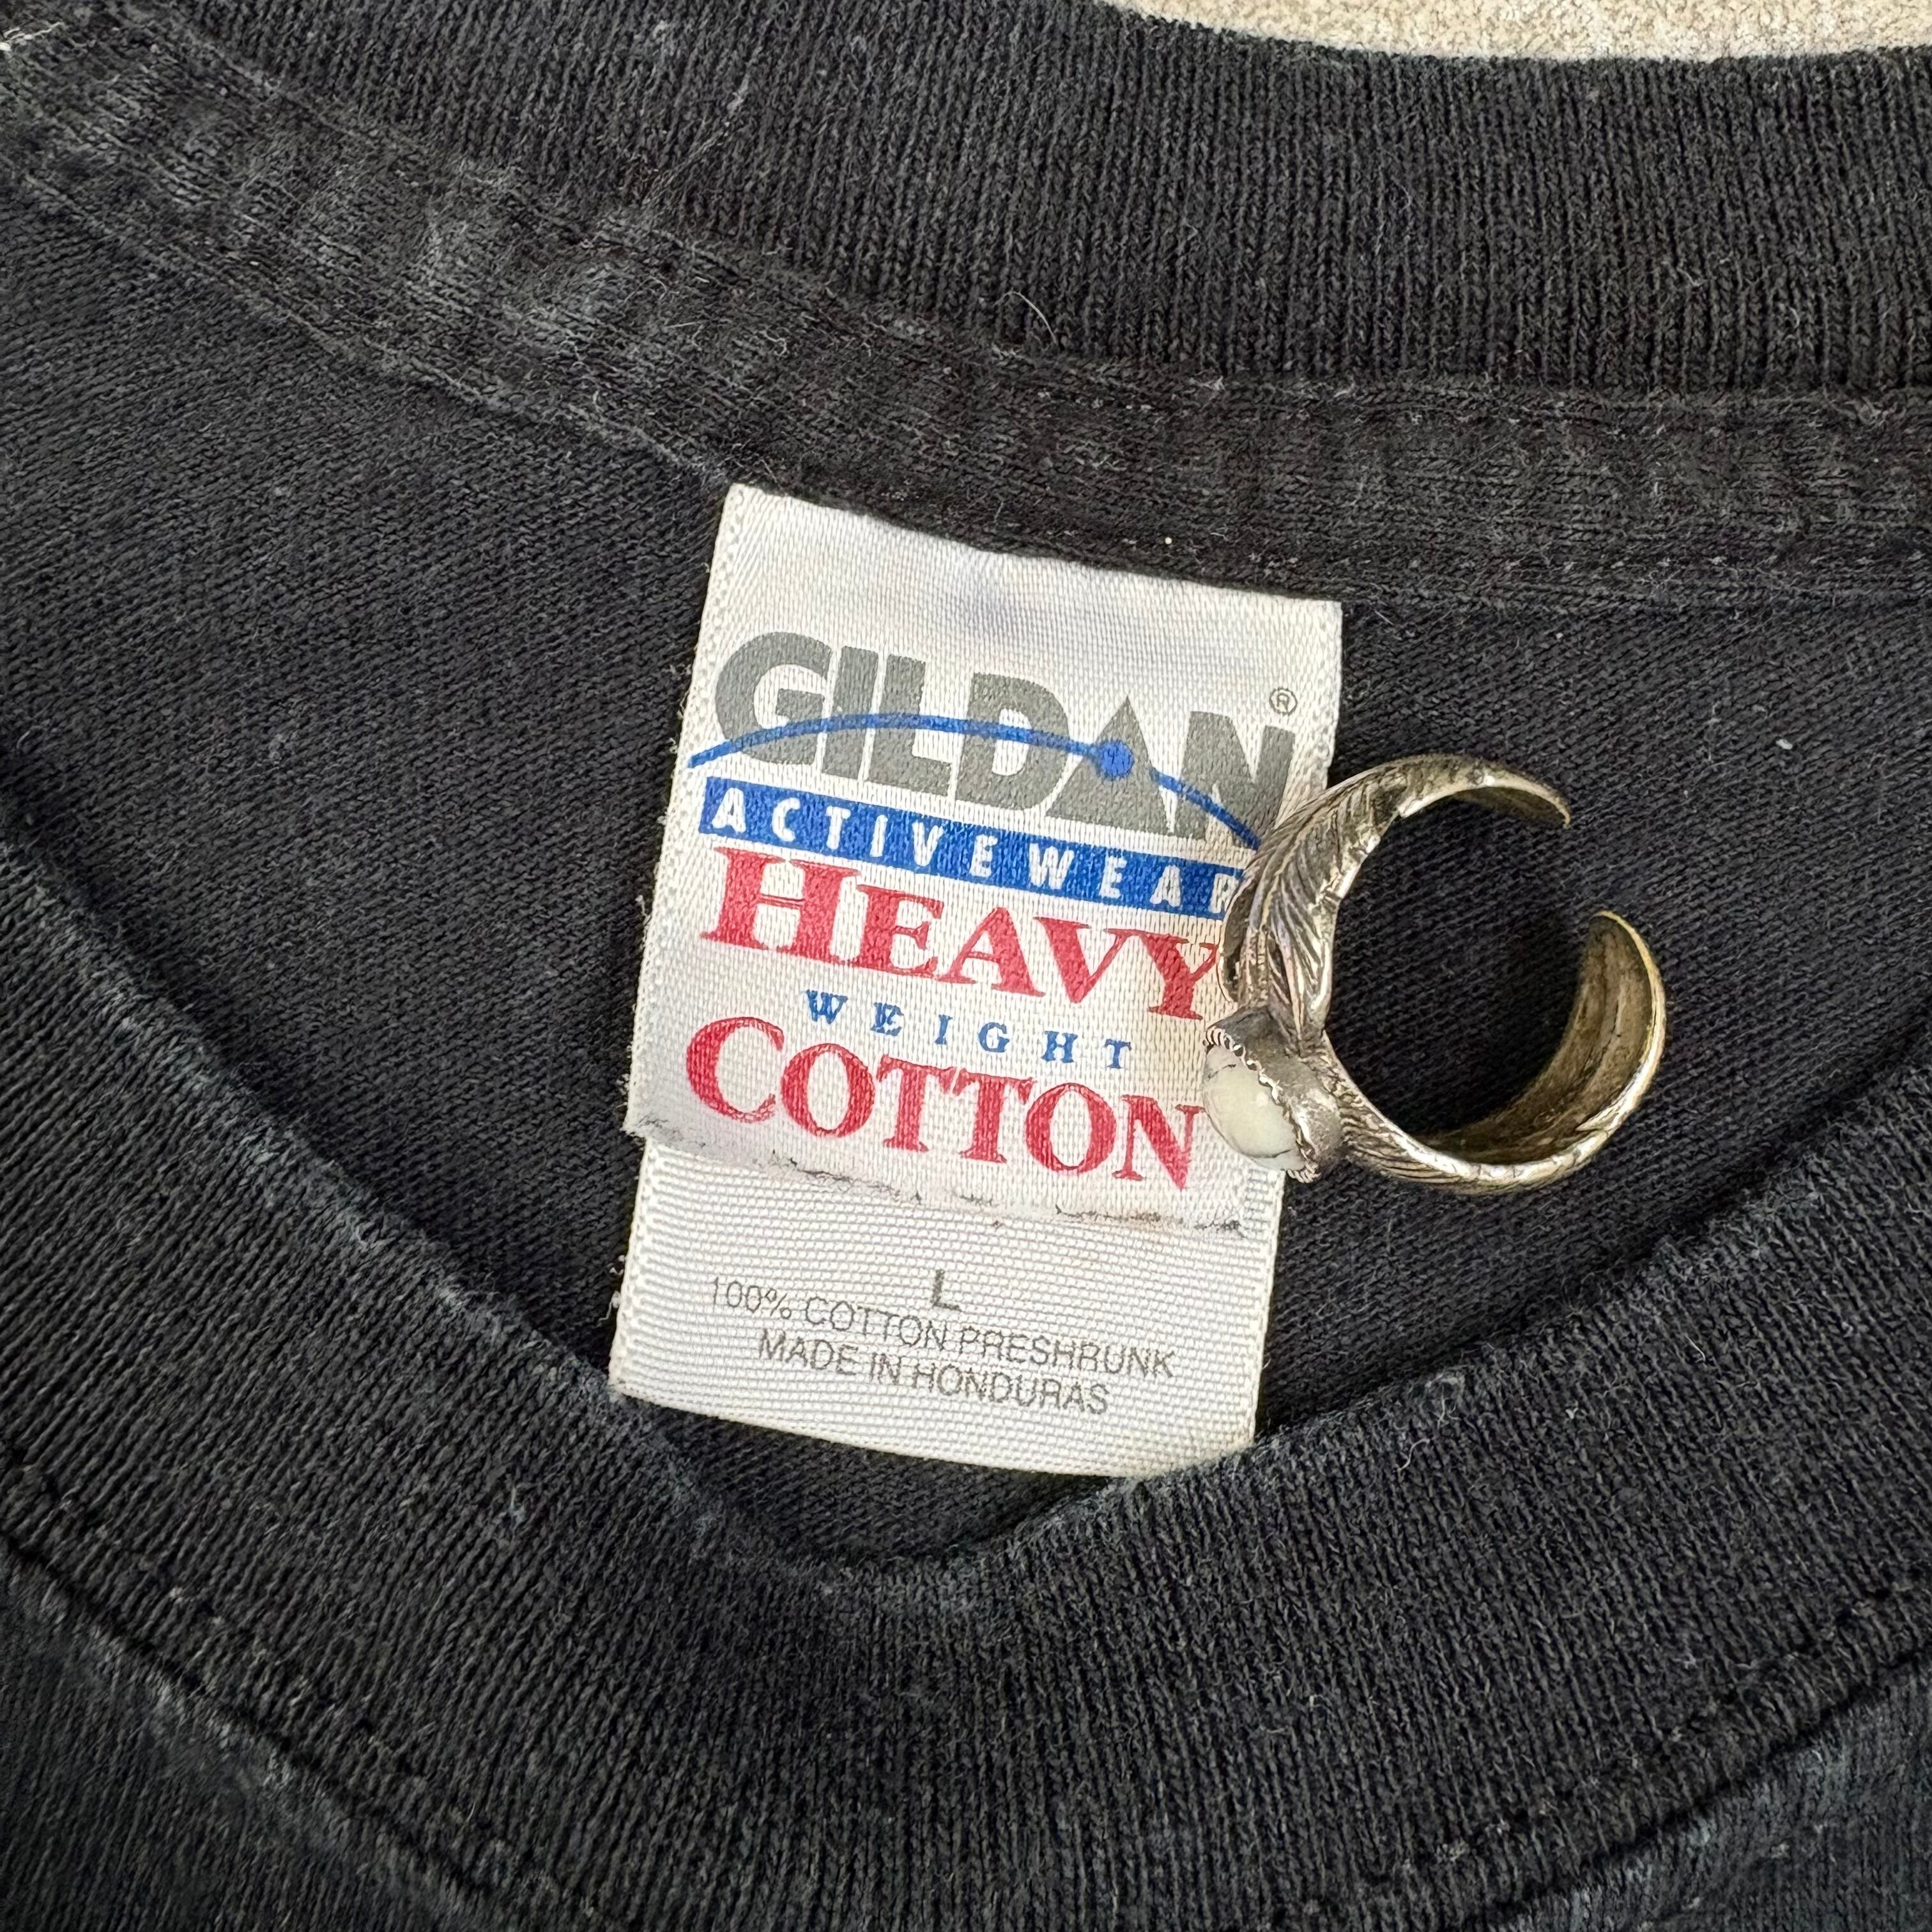 GILDAN®
ACTIVEWEAR
HEAVY
WEIGHT
COTTON
L
100% COTTON PRESHRUNK
MADE IN HONDURAS